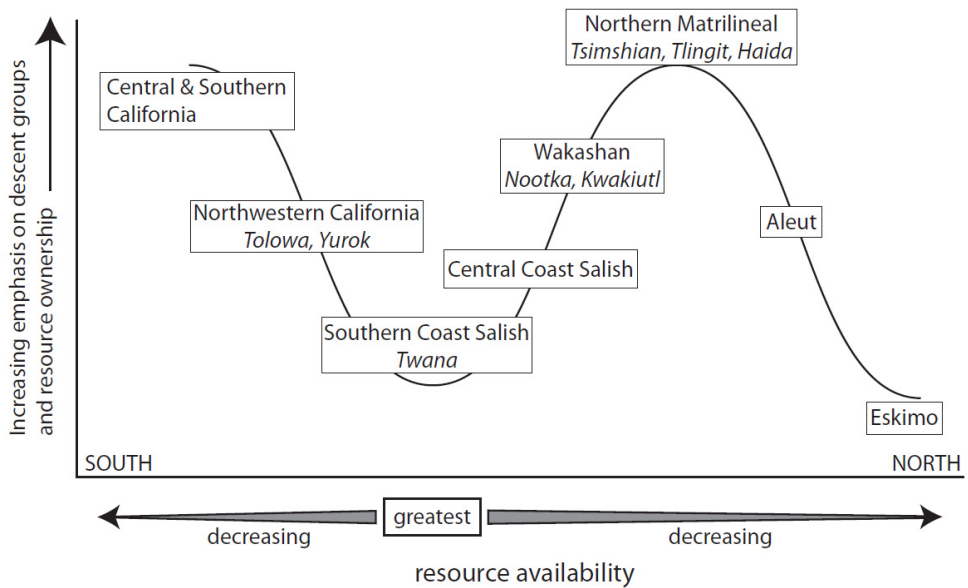 Increasing emphasis on descent groups
and resource ownership
Northern Matrilineal
Tsimshian, Tlingit, Haida
Central & Southern
California
Wakashan
Nootka, Kwakiutl
Northwestern California
Tolowa, Yurok
Aleut
Central Coast Salish
Southern Coast Salish
Twana
Eskimo
SOUTH
NORTH
greatest
decreasing
decreasing
resource availability